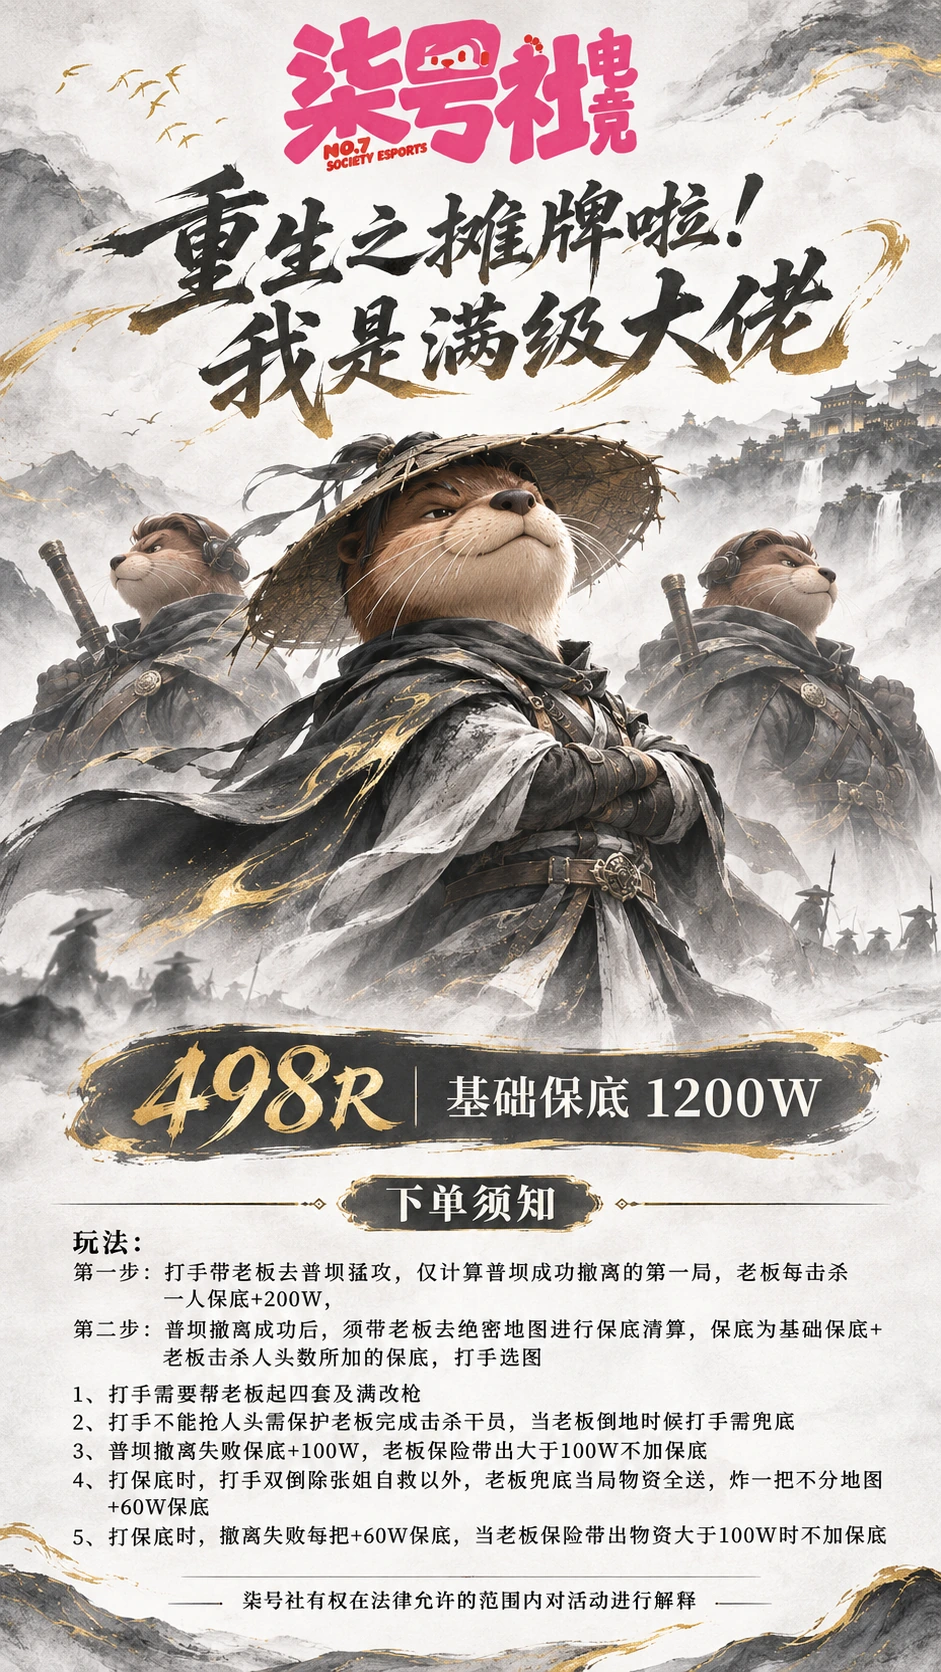 柒号社电竞
NO.7
SOCIETY ESPORTS
重生之摊牌啦！
我是满级大佬
498R 基础保底 1200W
下单须知
玩法：
第一步：打手带老板去普坝猛攻，仅计算普坝成功撤离的第一局，老板每击杀
一人保底+200W，
第二步：普坝撤离成功后，须带老板去绝密地图进行保底清算，保底为基础保底+
老板击杀人头数所加的保底，打手选图
1、打手需要帮老板起四套及满改枪
2、打手不能抢人头需保护老板完成击杀干员，当老板倒地时候打手需兜底
3、普坝撤离失败保底+100W，老板保险带出大于100W不加保底
4、打保底时，打手双倒除张姐自救以外，老板兜底当局物资全送，炸一把不分地图
+60W保底
5、打保底时，撤离失败每把+60W保底，当老板保险带出物资大于100W时不加保底
柒号社有权在法律允许的范围内对活动进行解释